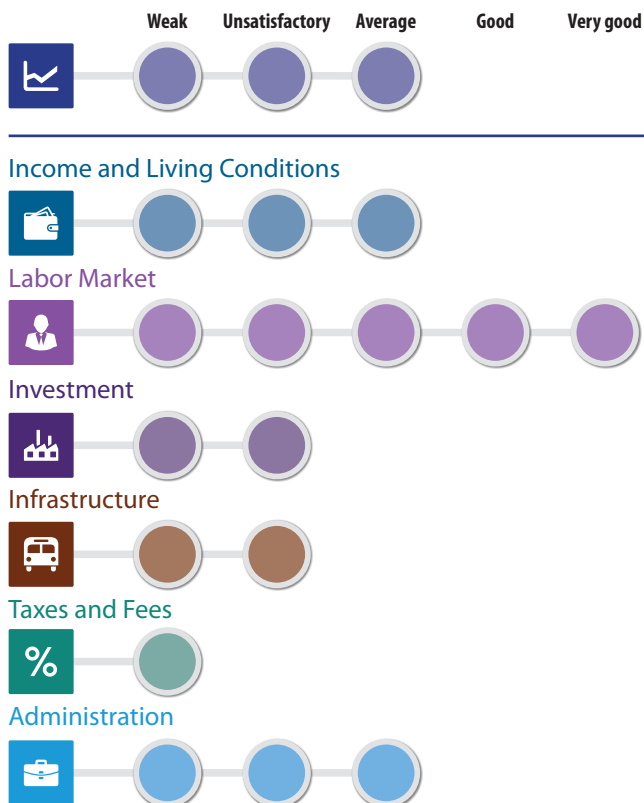 Weak Unsatisfactory Average Good Very good
Income and Living Conditions
Labor Market
Investment
Infrastructure
Taxes and Fees
%
Administration